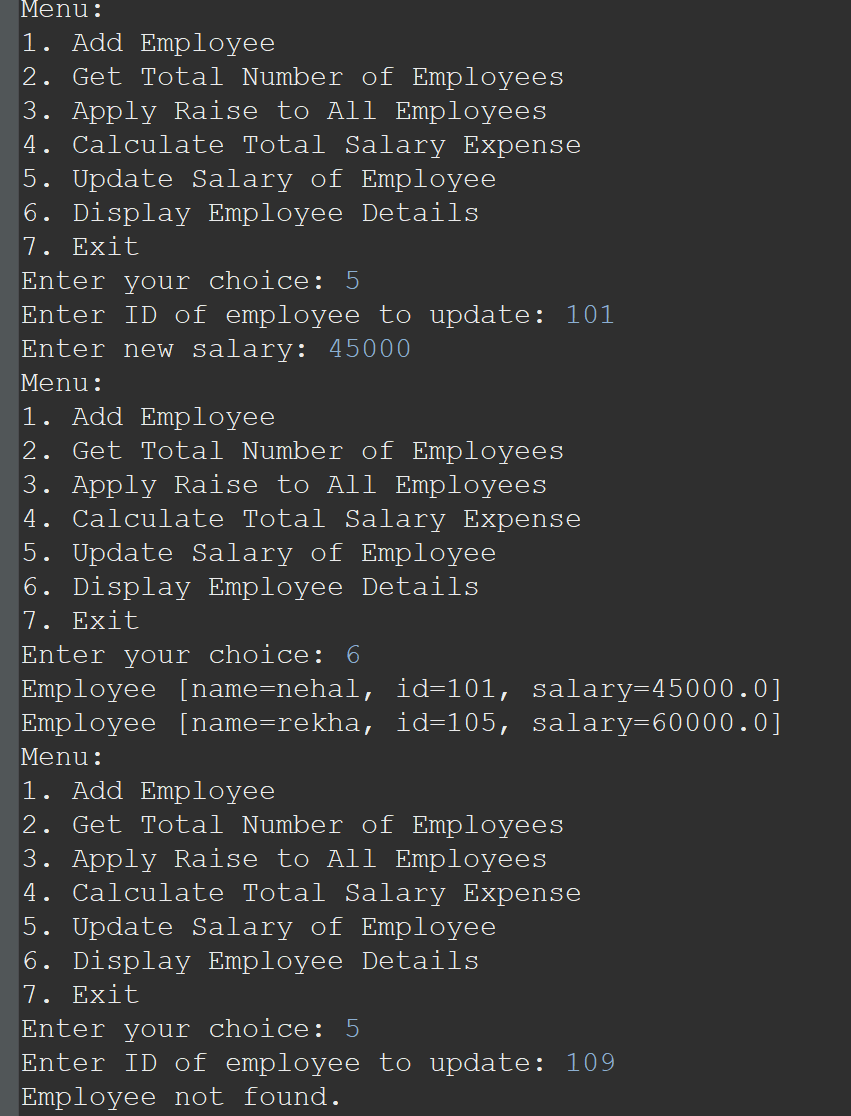 Menu:
1. Add Employee
2. Get Total Number of Employees
3. Apply Raise to All Employees
4. Calculate Total Salary Expense
5. Update Salary of Employee
6. Display Employee Details
7. Exit
Enter your choice: 5
Enter ID of employee to update: 101
Enter new salary: 45000
Menu:
1. Add Employee
2. Get Total Number of Employees
3. Apply Raise to All Employees
4. Calculate Total Salary Expense
5. Update Salary of Employee
6. Display Employee Details
7. Exit
Enter your choice: 6
Employee [name=nehal, id=101, salary=45000.0]
Employee [name=rekha, id=105, salary=60000.0]
Menu:
1. Add Employee
2. Get Total Number of Employees
3. Apply Raise to All Employees
4. Calculate Total Salary Expense
5. Update Salary of Employee
6. Display Employee Details
7. Exit
Enter your choice: 5
Enter ID of employee to update: 109
Employee not found.